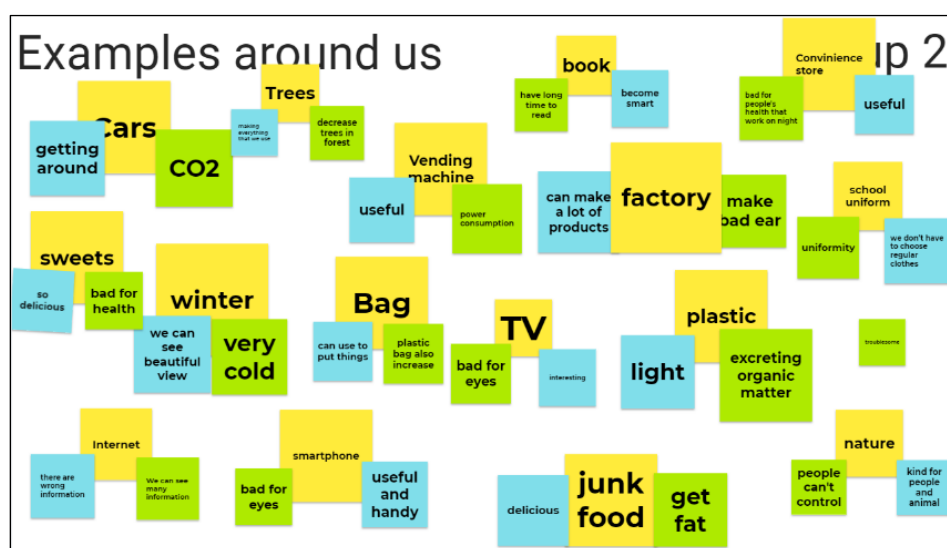 Examples around us
up 2
Cars
getting
around
CO2
Trees
making
everything
that we use
decrease
trees in
forest
book
have long
time to
read
become
smart
Convinience
store
bad for
people's
health that
work on night
useful
Vending
machine
useful
power
consumption
factory
can make
a lot of
products
make
bad ear
school
uniform
uniformity
we don't have
to choose
regular
clothes
sweets
so
delicious
bad for
health
winter
we can
see
beautiful
view
very
cold
Bag
can use to
put things
plastic
bag also
increase
TV
bad for
eyes
interesting
plastic
light
excreting
organic
matter
troublesome
Internet
there are
wrong
information
We can see
many
information
smartphone
bad for
eyes
useful
and
handy
junk
food
delicious
get
fat
nature
people
can't
control
kind for
people
and
animal